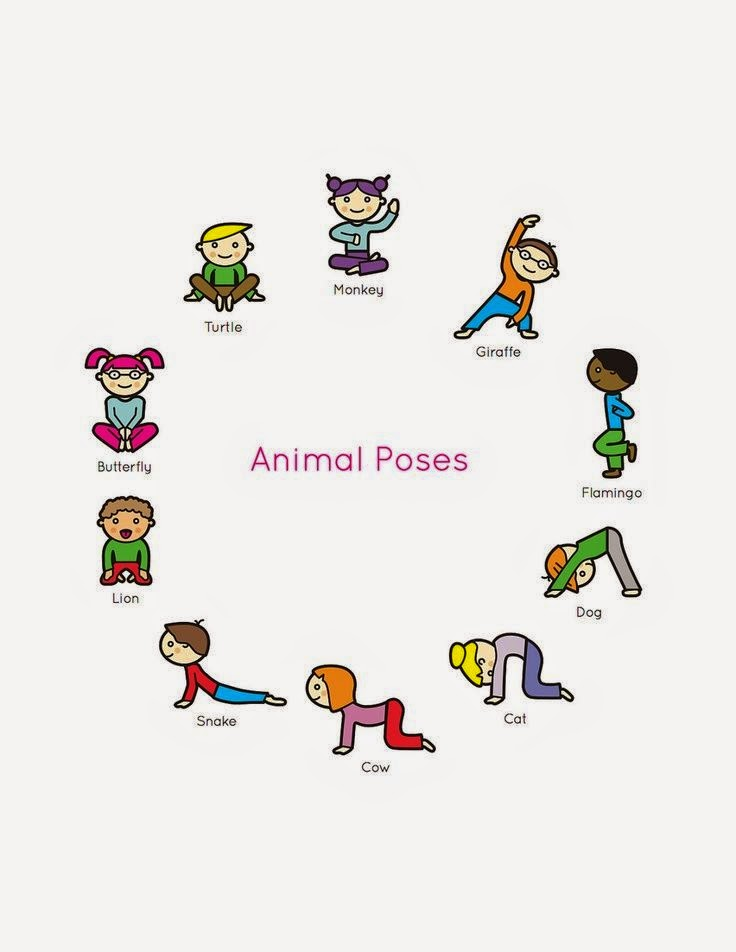 Monkey
Turtle
Giraffe
Butterfly
Animal Poses
Flamingo
Lion
Dog
Snake
Cat
Cow